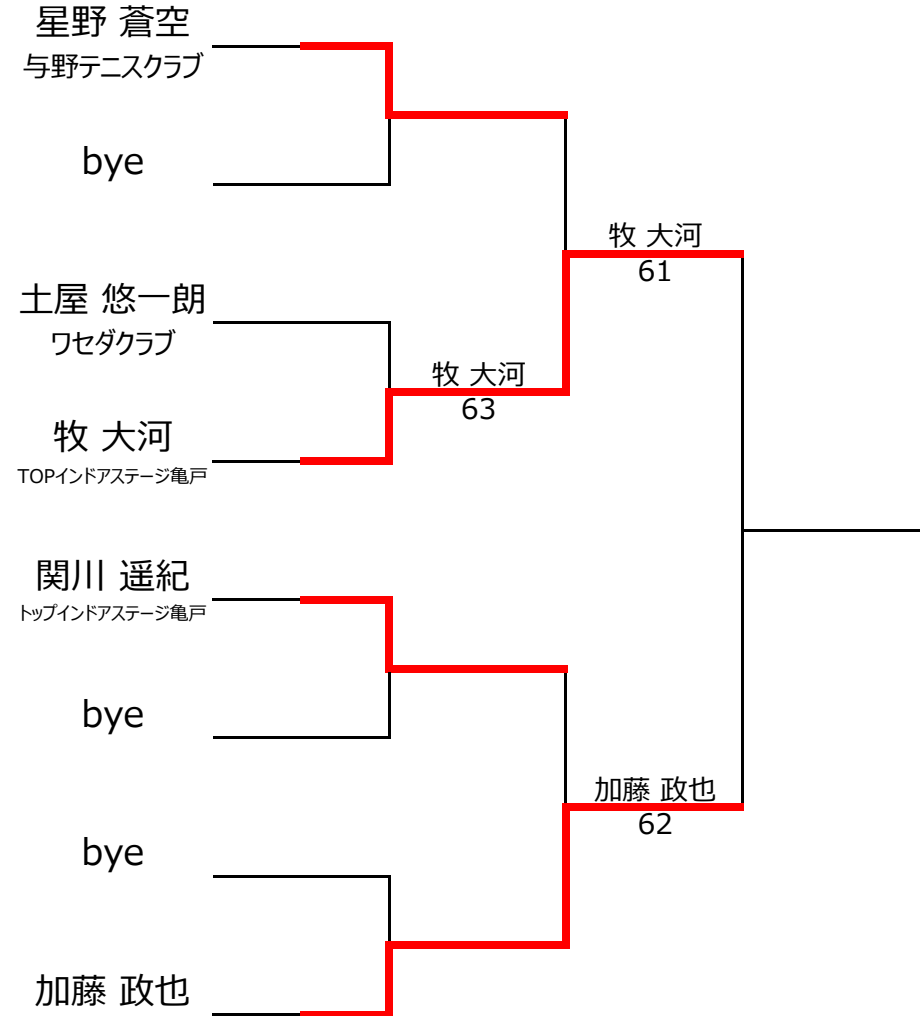 星野 蒼空
与野テニスクラブ
bye
土屋 悠一朗
ワセダクラブ
牧 大河
TOPインドアステージ亀戸
関川 遥紀
トップインドアステージ亀戸
bye
bye
加藤 政也
牧 大河
63
牧 大河
61
加藤 政也
62